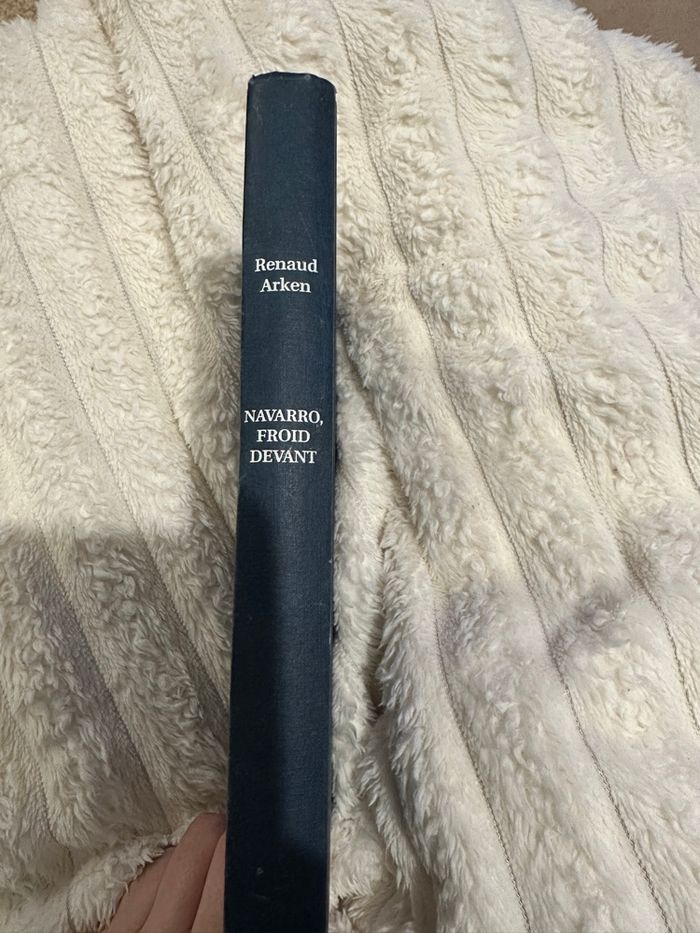 Renaud
Arken
NAVARRO,
FROID
DEVANT